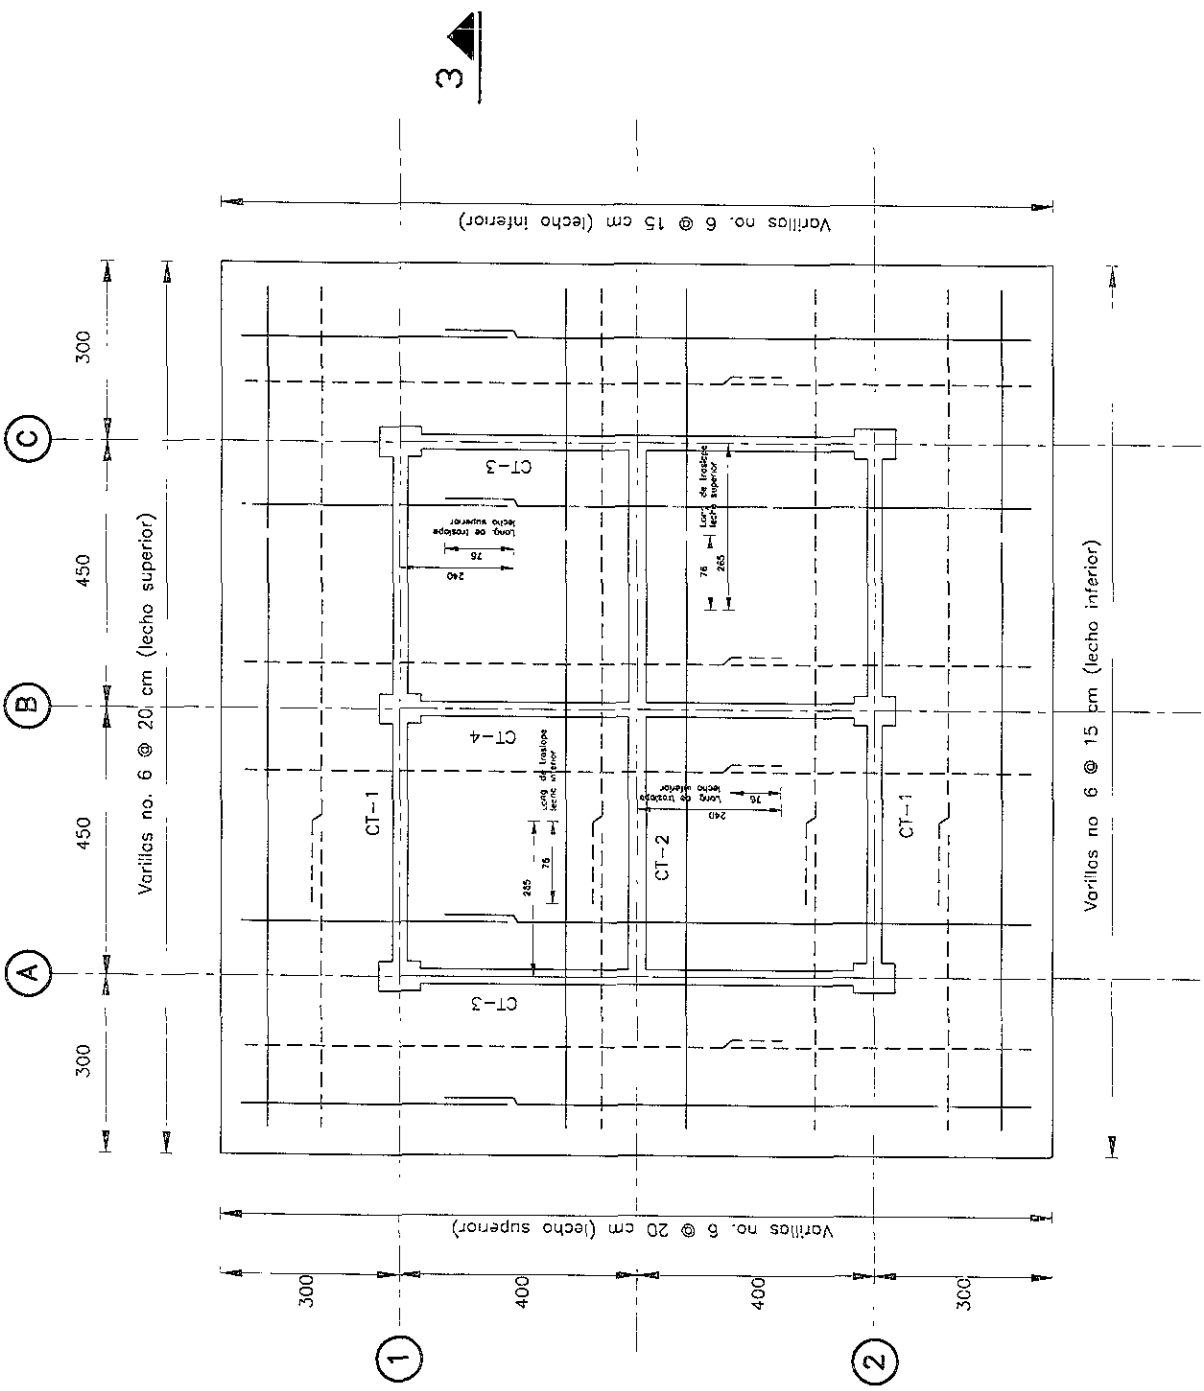 3
A
B
C
300
450
450
300
Varillas no. 6 @ 20 cm (lecho superior)
Varillas no. 6 @ 15 cm (lecho inferior)
CT-3
Long. de traslape
lecho superior
76
240
Long. de traslape
lecho superior
76
265
CT-4
CT-1
Long de traslape
lecho inferior
76
265
Long de traslape
lecho inferior
76
240
CT-2
CT-1
CT-3
Varillas no 6 @ 15 cm (lecho inferior)
Varillas no. 6 @ 20 cm (lecho superior)
300
400
400
300
1
2